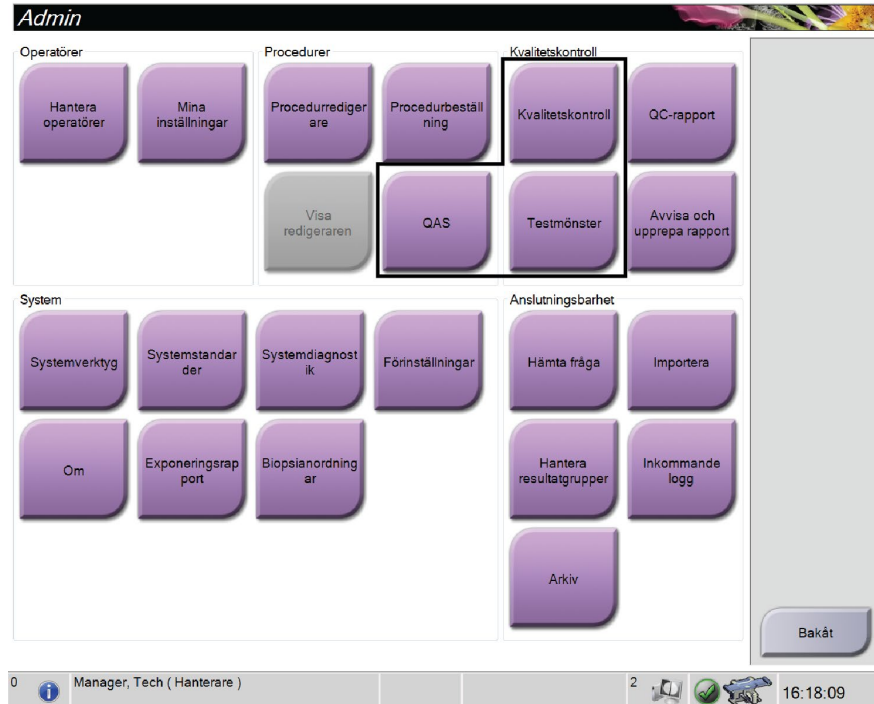 Admin
Operatörer
Procedurer
Kvalitetskontroll
Hantera
operatörer
Mina
inställningar
Procedurrediger
are
Procedurbeställ
ning
Kvalitetskontroll
QC-rapport
Visa
redigeraren
QAS
Testmönster
Avvisa och
upprepa rapport
System
Anslutningsbarhet
Systemverktyg
Systemstandar
der
Systemdiagnost
ik
Förinställningar
Hämta fråga
Importera
Om
Exponeringsrap
port
Biopsianordning
ar
Hantera
resultatgrupper
Inkommande
logg
Arkiv
Bakåt
0
Manager, Tech ( Hanterare )
2
16:18:09